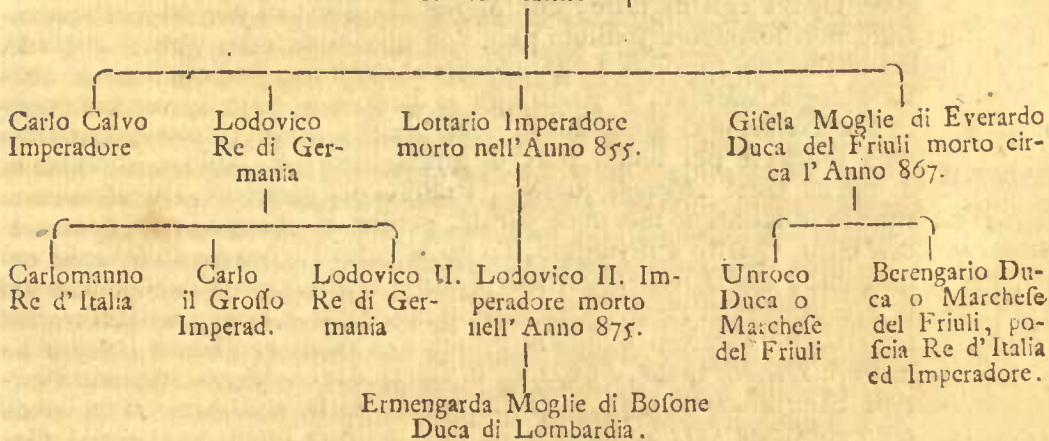 Carlo Calvo
Imperadore
Lodovico
Re di Ger-
mania
Lottario Imperadore
morto nell'Anno 855.
Giſela Moglie di Everardo
Duca del Friuli morto cir-
ca l'Anno 867.
Carlomanno
Re d'Italia
Carlo
il Groſſo
Imperad.
Lodovico II.
Re di Ger-
mania
Lodovico II. Im-
peradore morto
nell'Anno 875.
Unroco
Duca o
Marcheſe
del Friuli
Berengario Du-
ca o Marcheſe
del Friuli, po-
ſcia Re d'Italia
ed Imperadore.
Ermengarda Moglie di Boſone
Duca di Lombardia.